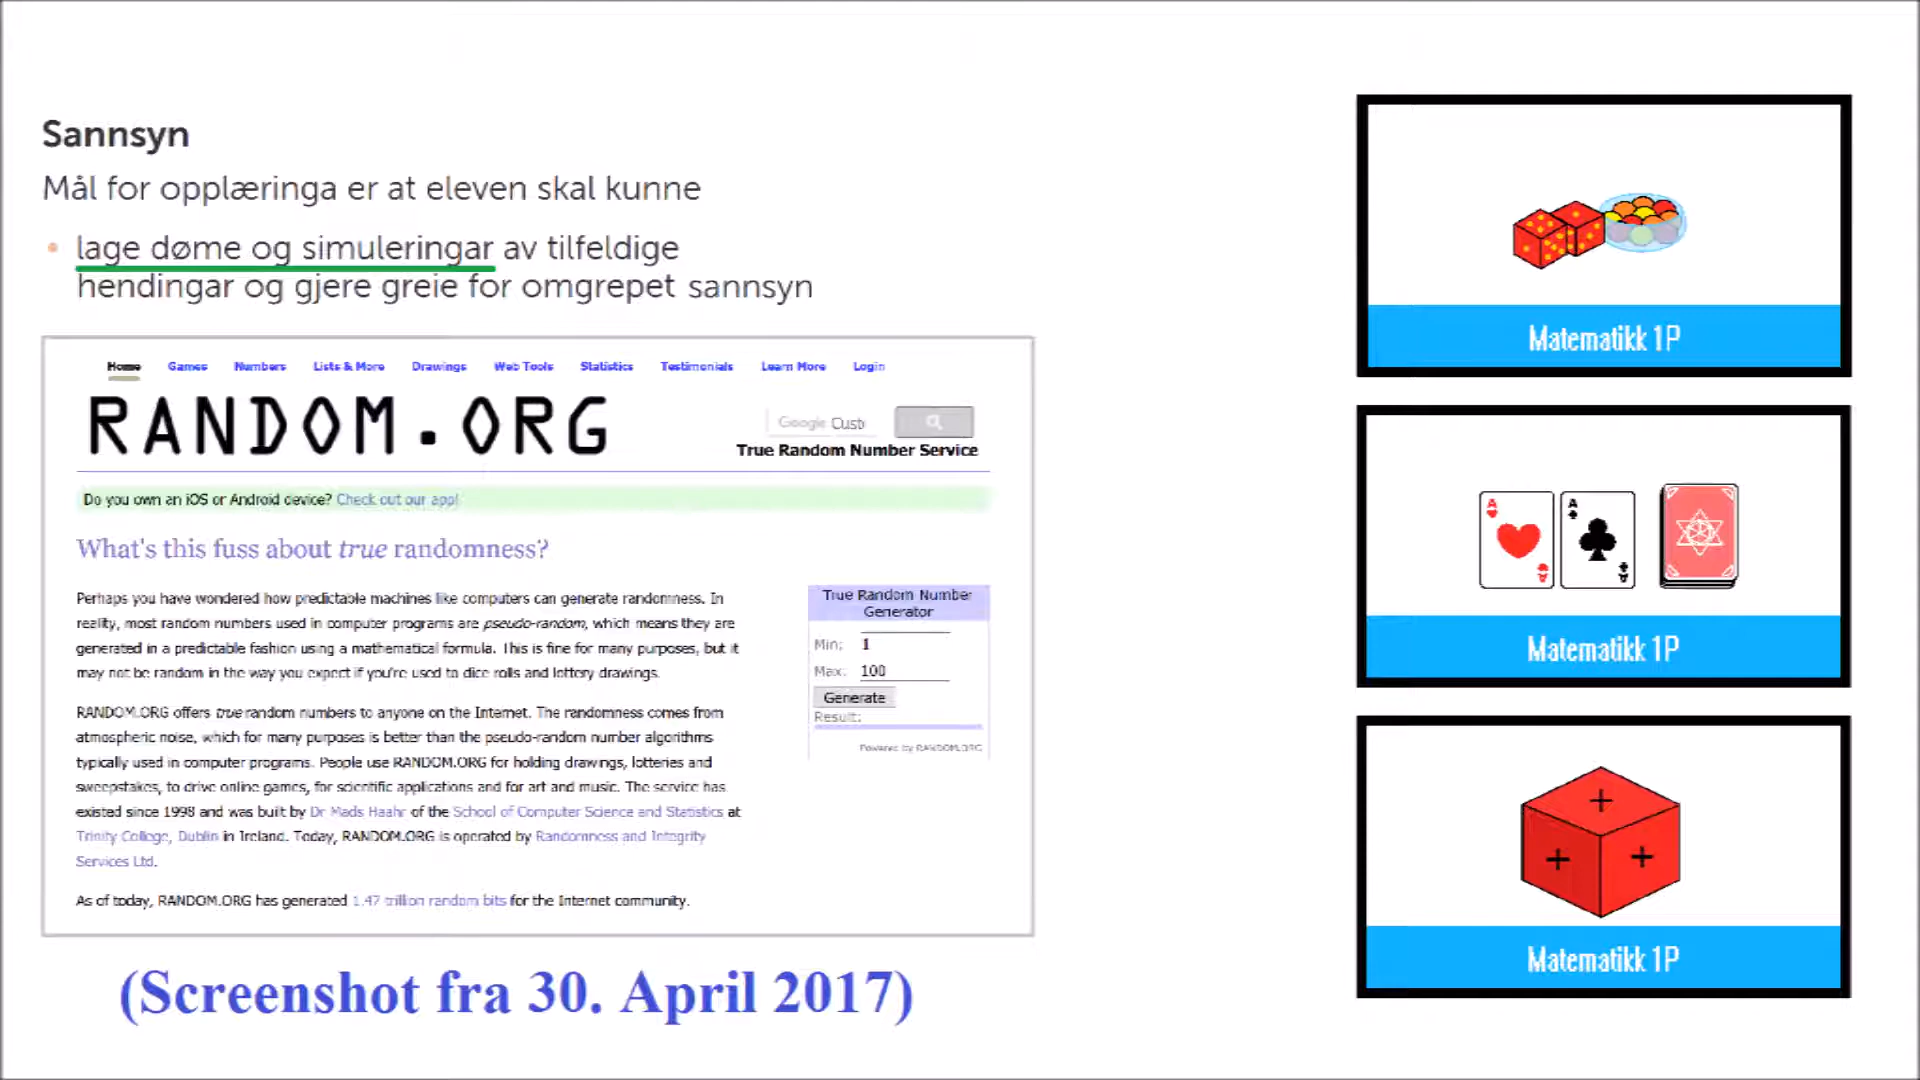 Sannsyn
Mål for opplæringa er at eleven skal kunne
• lage døme og simuleringar av tilfeldige
hendingar og gjere greie for omgrepet sannsyn
Home Games Numbers Lists & More Drawings Web Tools Statistics Testimonials Learn More Login
RANDOM.ORG
Google Custo
True Random Number Service
Do you own an iOS or Android device? Check out our app!
What's this fuss about true randomness?
Perhaps you have wondered how predictable machines like computers can generate randomness. In
reality, most random numbers used in computer programs are pseudo-random, which means they are
generated in a predictable fashion using a mathematical formula. This is fine for many purposes, but it
may not be random in the way you expect if you're used to dice rolls and lottery drawings.
RANDOM.ORG offers true random numbers to anyone on the Internet. The randomness comes from
atmospheric noise, which for many purposes is better than the pseudo-random number algorithms
typically used in computer programs. People use RANDOM.ORG for holding drawings, lotteries and
sweepstakes, to drive online games, for scientific applications and for art and music. The service has
existed since 1998 and was built by Dr Mads Haahr of the School of Computer Science and Statistics at
Trinity College, Dublin in Ireland. Today, RANDOM.ORG is operated by Randomness and Integrity
Services Ltd.
As of today, RANDOM.ORG has generated 1.47 trillion random bits for the Internet community.
True Random Number
Generator
Min: 1
Max: 100
Generate
Result:
Powered by RANDOM.ORG
(Screenshot fra 30. April 2017)
Matematikk 1P
A A
A A
Matematikk 1P
+
+ +
Matematikk 1P